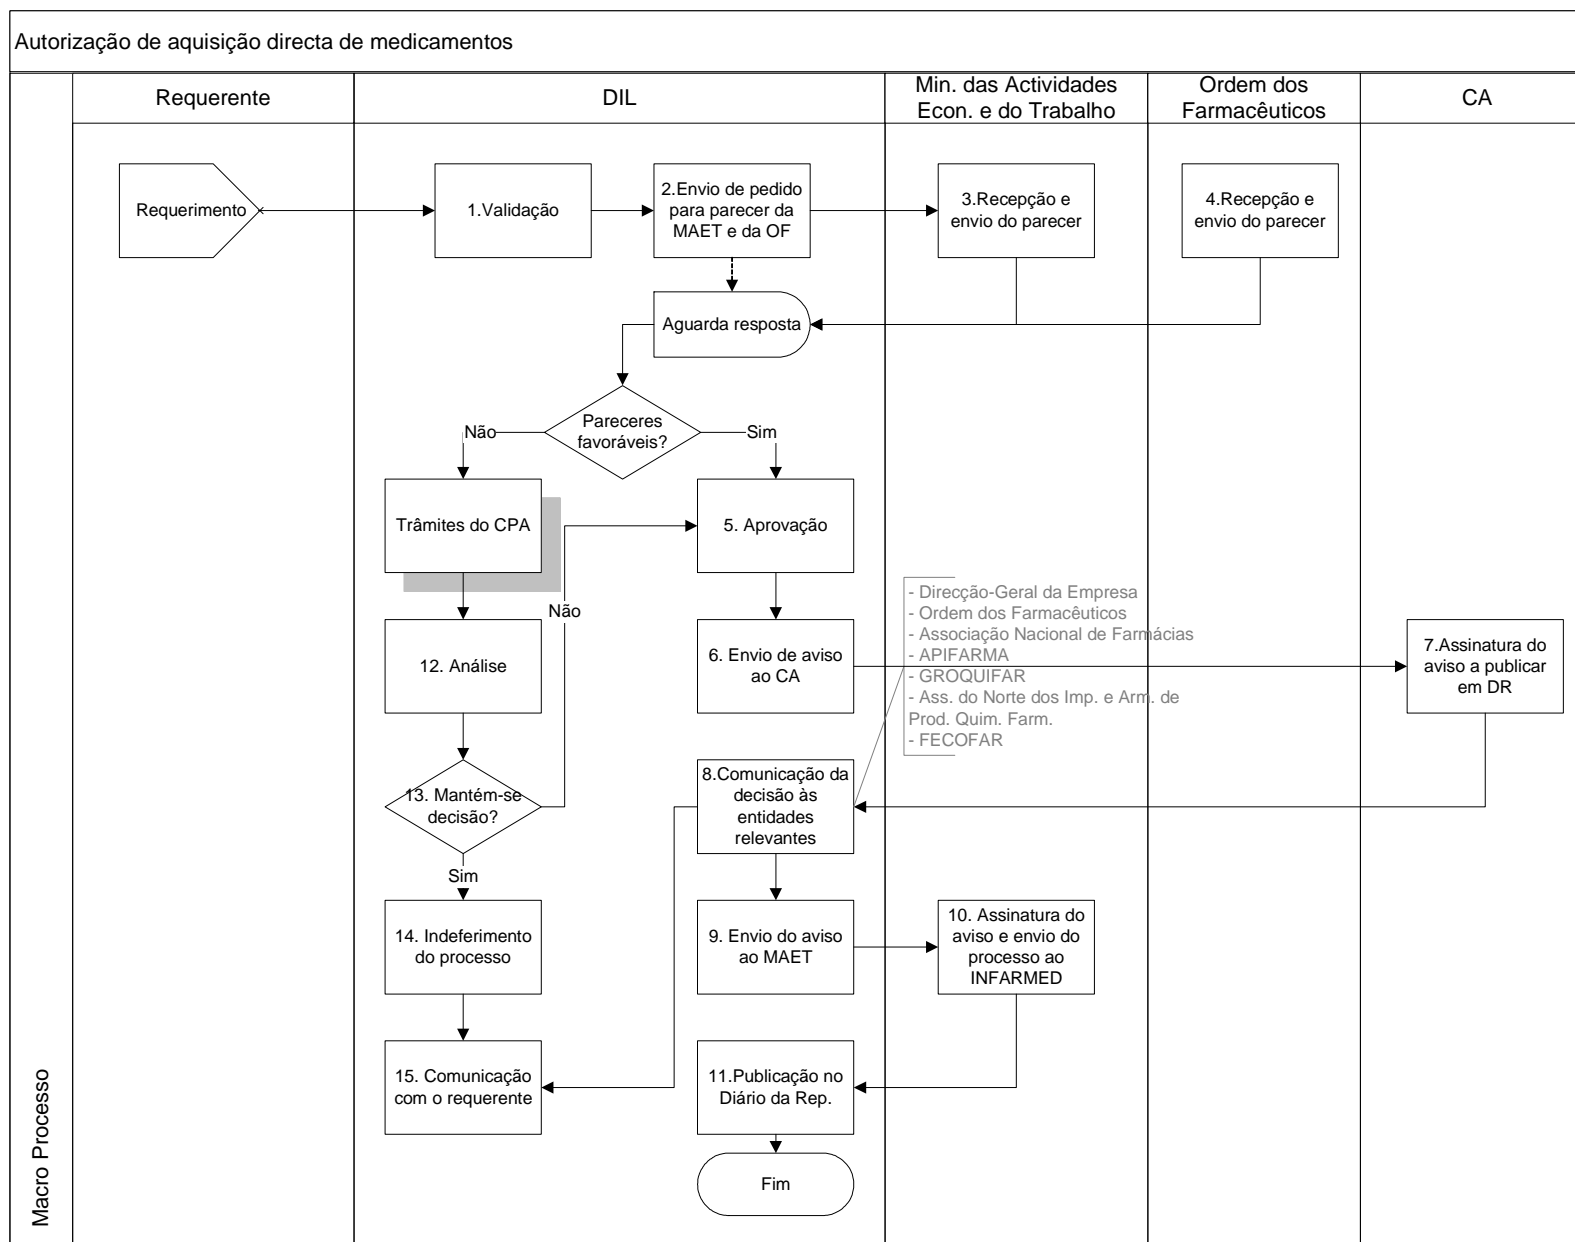 Autorização de aquisição directa de medicamentos
Requerente
DIL
Min. das Actividades
Econ. e do Trabalho
Ordem dos
Farmacêuticos
CA
Requerimento
1.Validação
2.Envio de pedido
para parecer da
MAET e da OF
3.Recepção e
envio do parecer
4.Recepção e
envio do parecer
Aguarda resposta
Pareceres
favoráveis?
Não
Sim
Trâmites do CPA
5. Aprovação
Não
- Direcção-Geral da Empresa
- Ordem dos Farmacêuticos
- Associação Nacional de Farmácias
- APIFARMA
- GROQUIFAR
- Ass. do Norte dos Imp. e Arm. de
Prod. Quim. Farm.
- FECOFAR
12. Análise
6. Envio de aviso
ao CA
7.Assinatura do
aviso a publicar
em DR
13. Mantém-se
decisão?
8.Comunicação da
decisão às
entidades
relevantes
Sim
14. Indeferimento
do processo
9. Envio do aviso
ao MAET
10. Assinatura do
aviso e envio do
processo ao
INFARMED
15. Comunicação
com o requerente
11.Publicação no
Diário da Rep.
Fim
Macro Processo